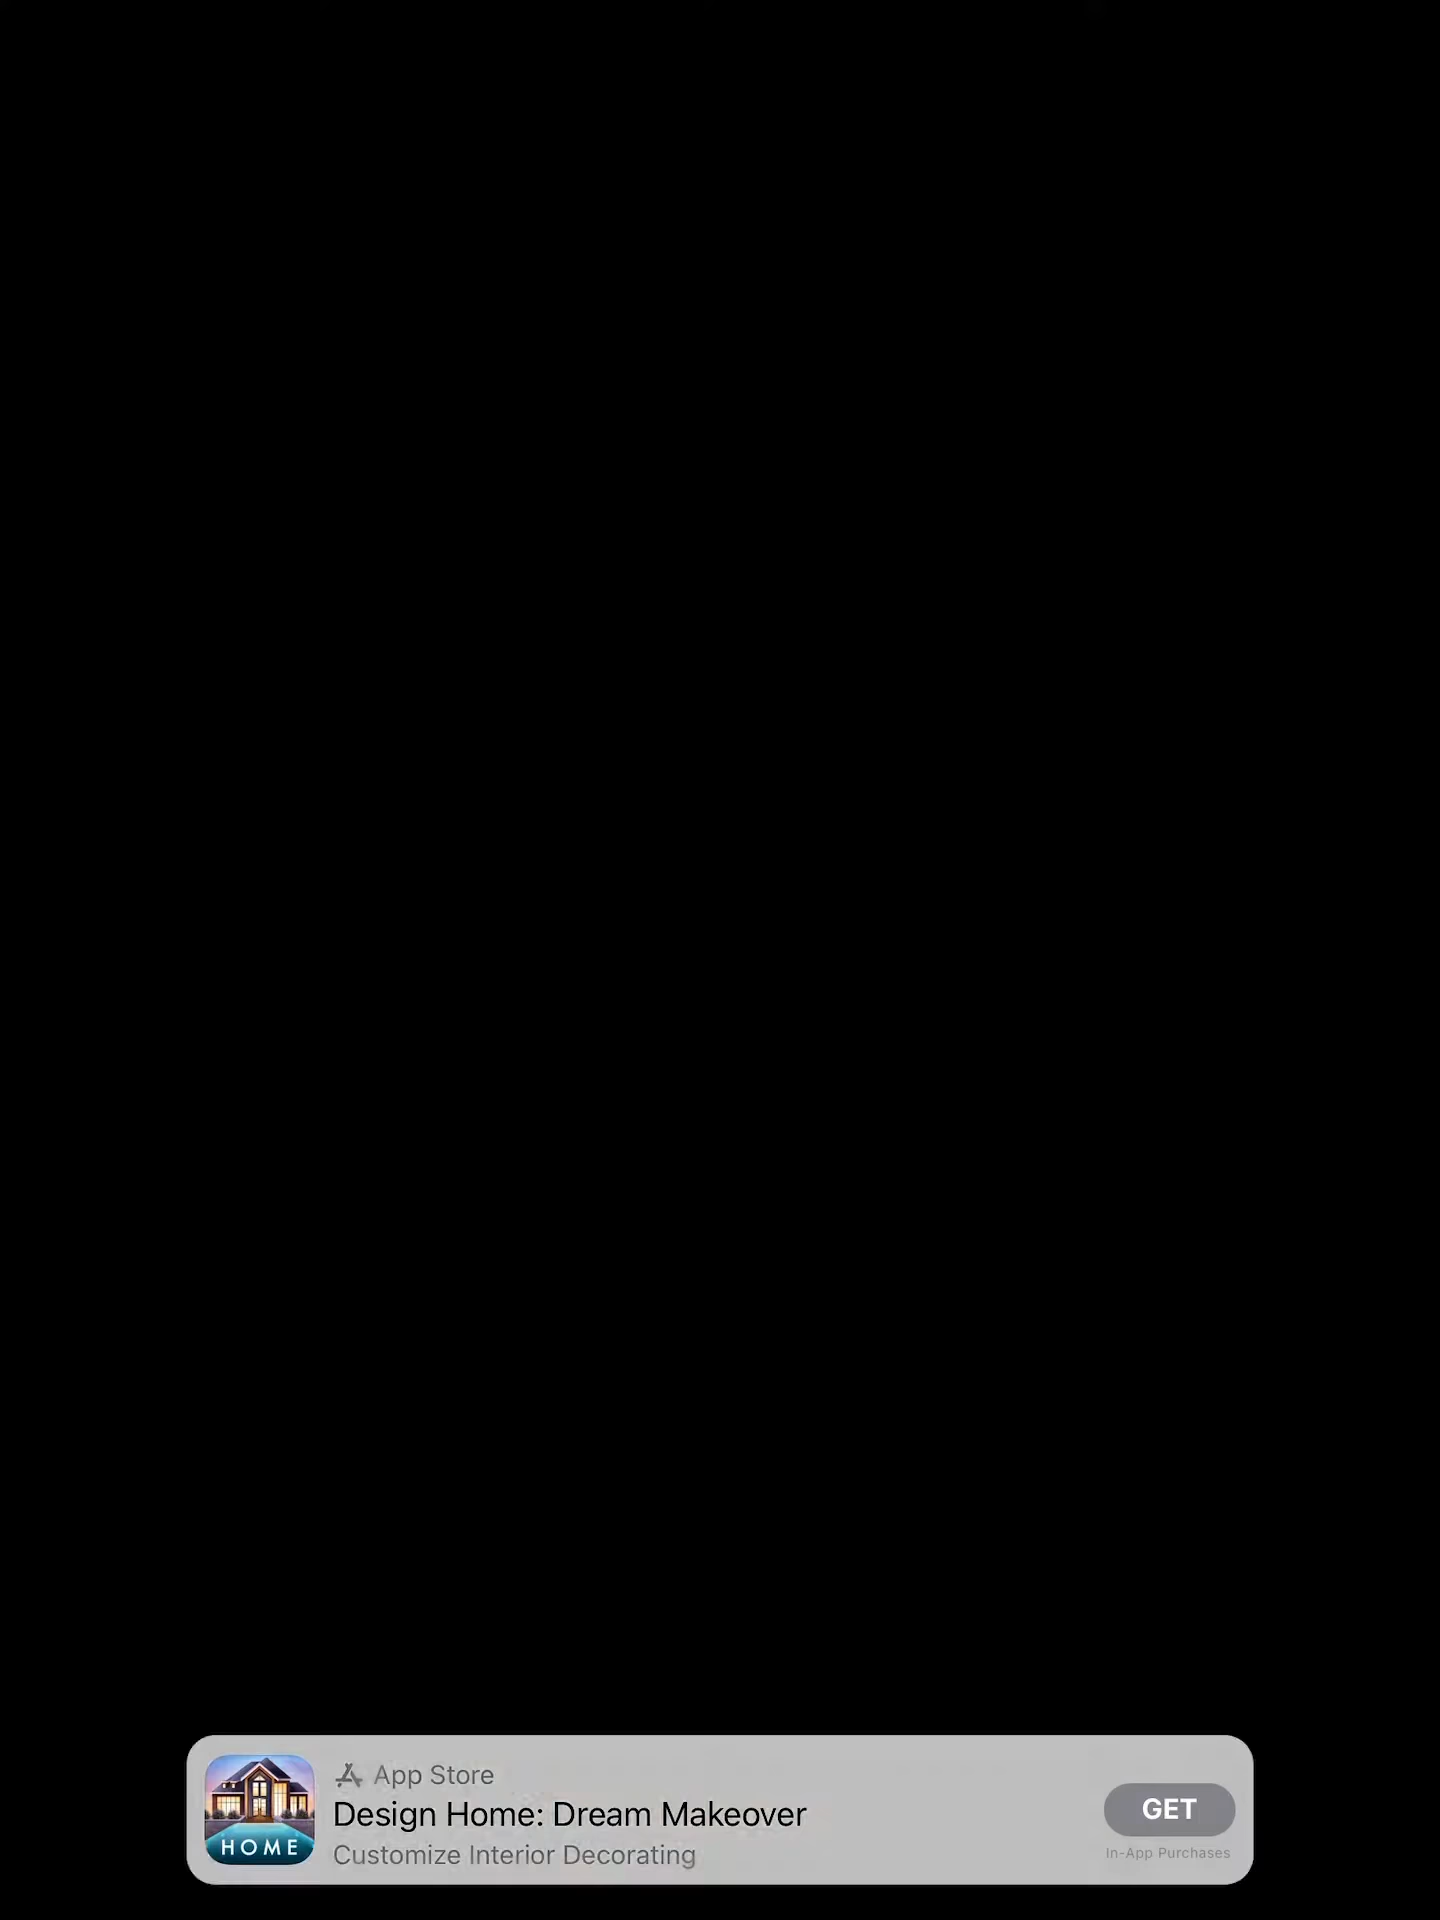 App Store
Design Home: Dream Makeover
Customize Interior Decorating
HOME
GET
In-App Purchases